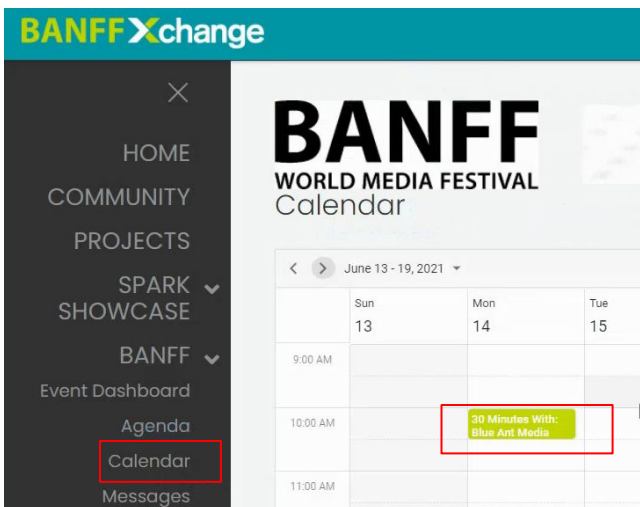 BANFFXchange
HOME
COMMUNITY
PROJECTS
SPARK
SHOWCASE
BANFF
Event Dashboard
Agenda
Calendar
Messages
BANFF
WORLD MEDIA FESTIVAL
Calendar
June 13 - 19, 2021
Sun Mon Tue
13 14 15
9:00 AM
10:00 AM
30 Minutes With:
Blue Ant Media
11:00 AM